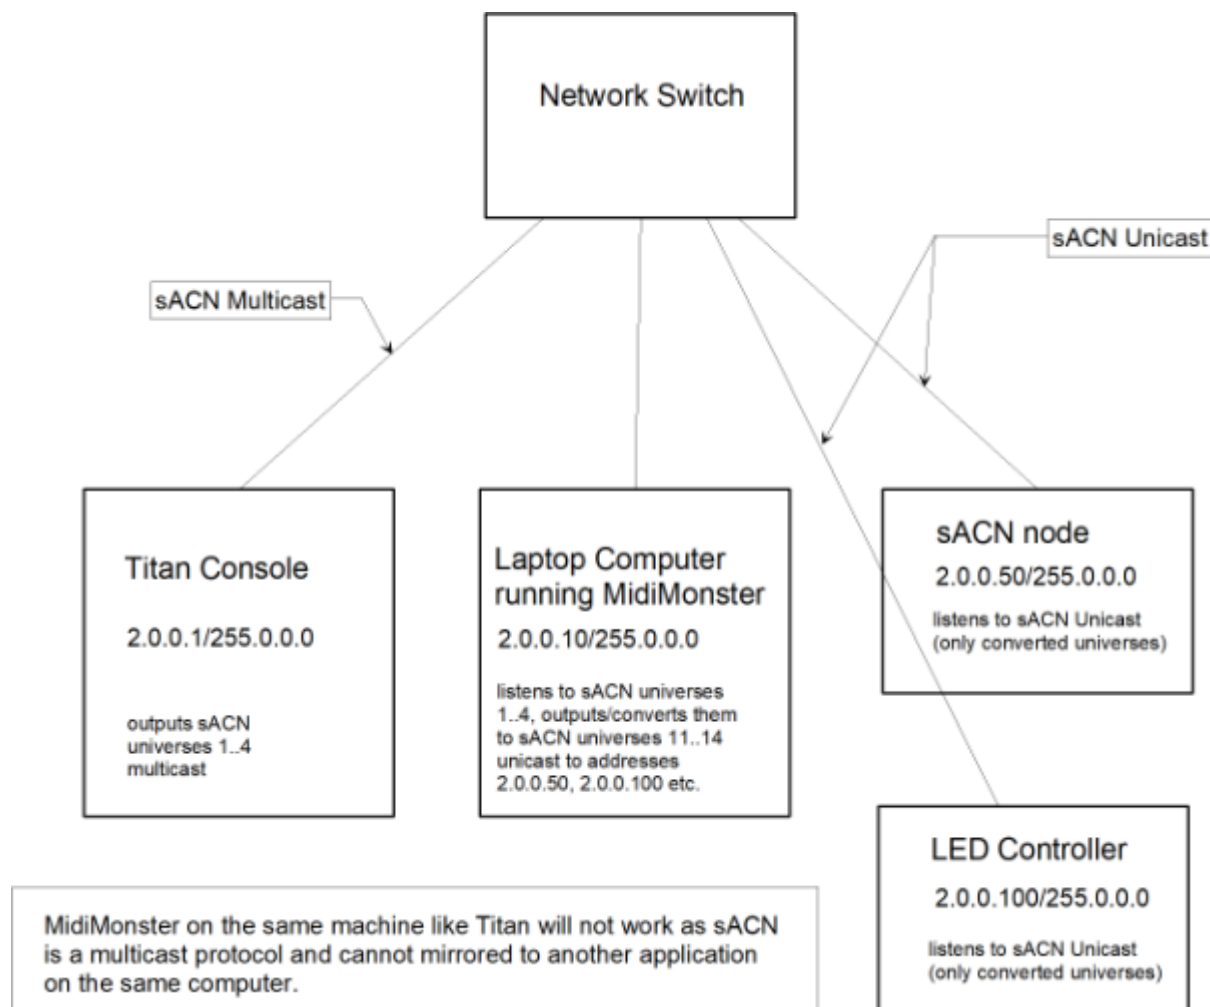 Network Switch
sACN Unicast
sACN Multicast
Titan Console
2.0.0.1/255.0.0.0
outputs sACN
universes 1..4
multicast
Laptop Computer
running MidiMonster
2.0.0.10/255.0.0.0
listens to sACN universes
1..4, outputs/converts them
to sACN universes 11..14
unicast to addresses
2.0.0.50, 2.0.0.100 etc.
sACN node
2.0.0.50/255.0.0.0
listens to sACN Unicast
(only converted universes)
LED Controller
2.0.0.100/255.0.0.0
listens to sACN Unicast
(only converted universes)
MidiMonster on the same machine like Titan will not work as sACN
is a multicast protocol and cannot mirrored to another application
on the same computer.